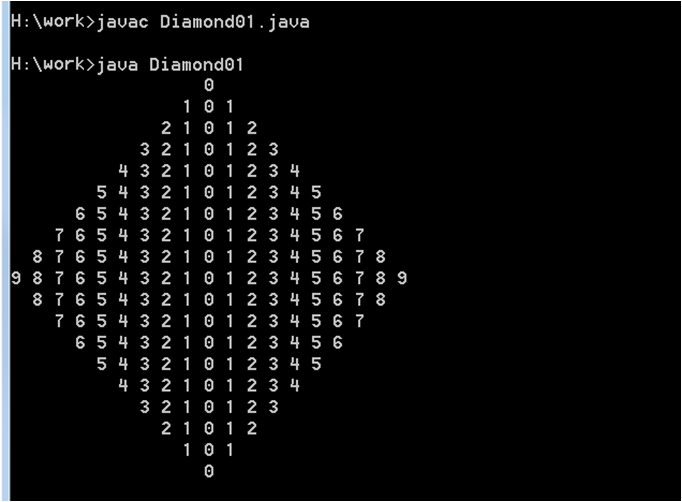 H:\work>javac Diamond01.java
H:\work>java Diamond01
                  0
                1 0 1
              2 1 0 1 2
            3 2 1 0 1 2 3
          4 3 2 1 0 1 2 3 4
        5 4 3 2 1 0 1 2 3 4 5
      6 5 4 3 2 1 0 1 2 3 4 5 6
    7 6 5 4 3 2 1 0 1 2 3 4 5 6 7
  8 7 6 5 4 3 2 1 0 1 2 3 4 5 6 7 8
9 8 7 6 5 4 3 2 1 0 1 2 3 4 5 6 7 8 9
  8 7 6 5 4 3 2 1 0 1 2 3 4 5 6 7 8
    7 6 5 4 3 2 1 0 1 2 3 4 5 6 7
      6 5 4 3 2 1 0 1 2 3 4 5 6
        5 4 3 2 1 0 1 2 3 4 5
          4 3 2 1 0 1 2 3 4
            3 2 1 0 1 2 3
              2 1 0 1 2
                1 0 1
                  0